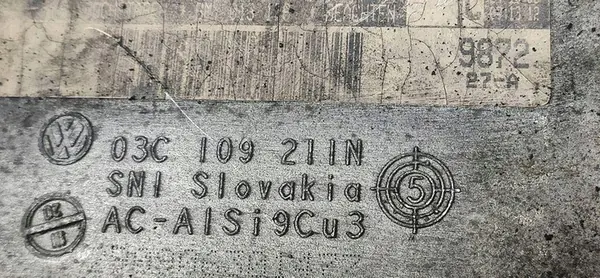 9872
27-A
03C 109 211N
SNI Slovakia
AC-AlSi9Cu3
5